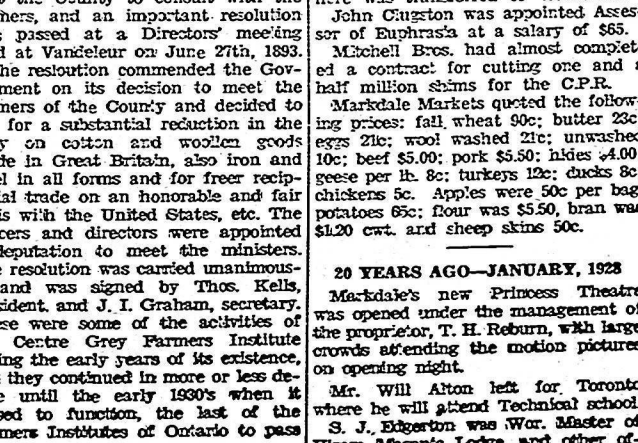 the County to consult with the
hers, and an important resolution
passed at a Directors' meeting
at Vandeleur on June 27th, 1893.
he resloution commended the Gov-
ment on its decision to meet the
mers of the County and decided to
for a substantial reduction in the
y on cotton and woollen goods
de in Great Britain, also iron and
el in all forms and for freer recip-
ial trade on an honorable and fair
is with the United States, etc. The
icers and directors were appointed
deputation to meet the ministers.
e resolution was carried unanimous-
and was signed by Thos. Kells,
sident. and J. I. Graham, secretary.
se were some of the activities of
Centre Grey Farmers Institute
ing the early years of its existence,
they continued in more or less de-
e until the early 1930's when it
sed to function, the last of the
mers Institutes of Ontario to pass
John Clugston was appointed Asses-
sor of Euphrasia at a salary of $65.
Mitchell Bros. had almost complet-
ed a contract for cutting one and a
half million shims for the C.P.R.
Markdale Markets quoted the follow-
ing prices: fall wheat 90c; butter 23c
eggs 21c; wool washed 21c; unwashed
10c; beef $5.00; pork $5.50; hides $4.00;
geese per lb. 8c; turkeys 12c; ducks 8c
chickens 5c. Apples were 50c per bag
potatoes 65c; flour was $5.50, bran was
$1.20 cwt. and sheep skins 50c.
20 YEARS AGO—JANUARY, 1928
Markdale's new Princess Theatre
was opened under the management of
the proprietor, T. H. Reburn, with large
crowds attending the motion pictures
on opening night.
Mr. Will Alton left for Toronto
where he will attend Technical school.
S. J. Edgerton was Wor. Master of